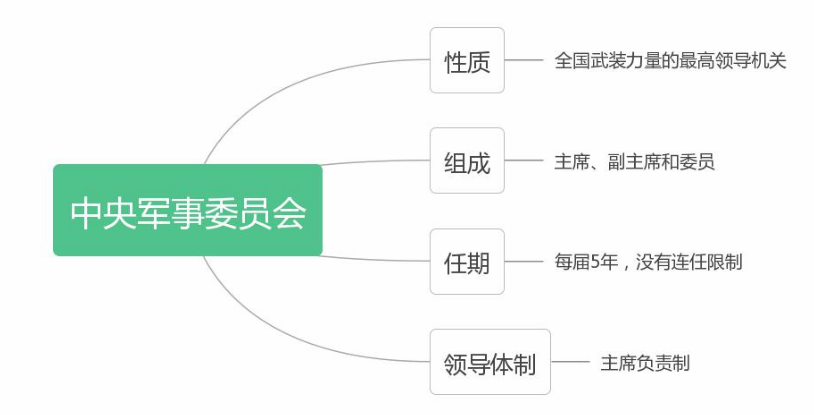 中央军事委员会
性质
全国武装力量的最高领导机关
组成
主席、副主席和委员
任期
每届5年，没有连任限制
领导体制
主席负责制